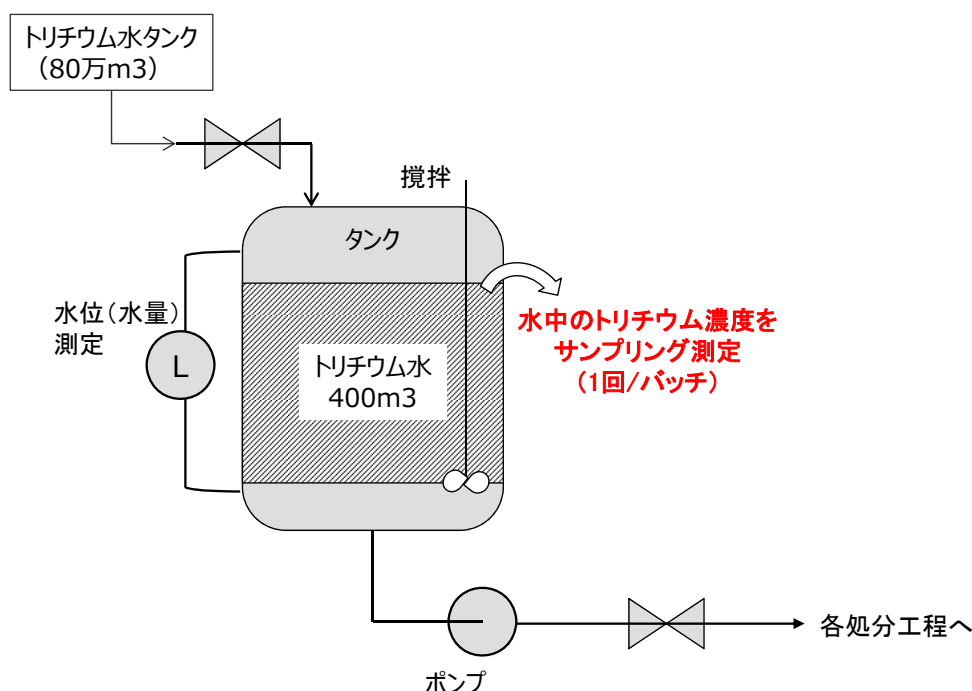 トリチウム水タンク
（80万m3）
攪拌
タンク
水位（水量）
測定
L
水中のトリチウム濃度を
サンプリング測定
（1回/バッチ）
トリチウム水
400m3
各処分工程へ
ポンプ